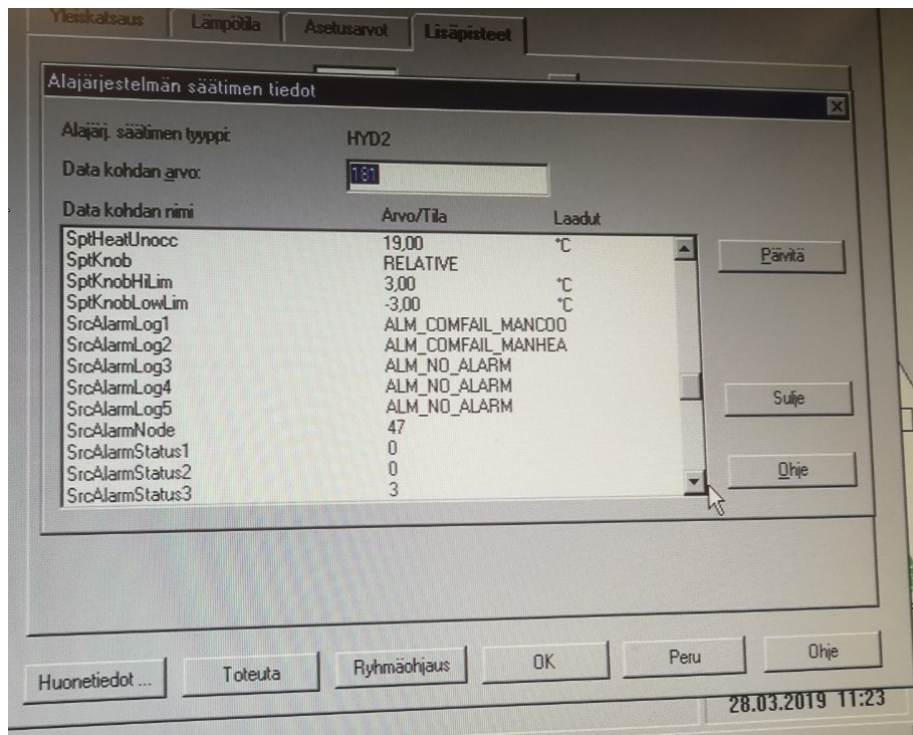 Yleiskatsaus Lämpötila Asetusarvot Lisäpisteet
Alajärjestelmän säätimen tiedot
Alajärj. säätimen tyyppi: HYD2
Data kohdan arvo: 181
Data kohdan nimi Arvo/Tila Laadut
SptHeatUnocc 19,00 °C
SptKnob RELATIVE
SptKnobHiLim 3,00 °C
SptKnobLowLim -3,00 °C
SrcAlarmLog1 ALM_COMFAIL_MANCOO
SrcAlarmLog2 ALM_COMFAIL_MANHEA
SrcAlarmLog3 ALM_NO_ALARM
SrcAlarmLog4 ALM_NO_ALARM
SrcAlarmLog5 ALM_NO_ALARM
SrcAlarmNode 47
SrcAlarmStatus1 0
SrcAlarmStatus2 0
SrcAlarmStatus3 3
Päivitä
Sulje
Ohje
Huonetiedot ... Toteuta Ryhmäohjaus OK Peru Ohje
28.03.2019 11:23